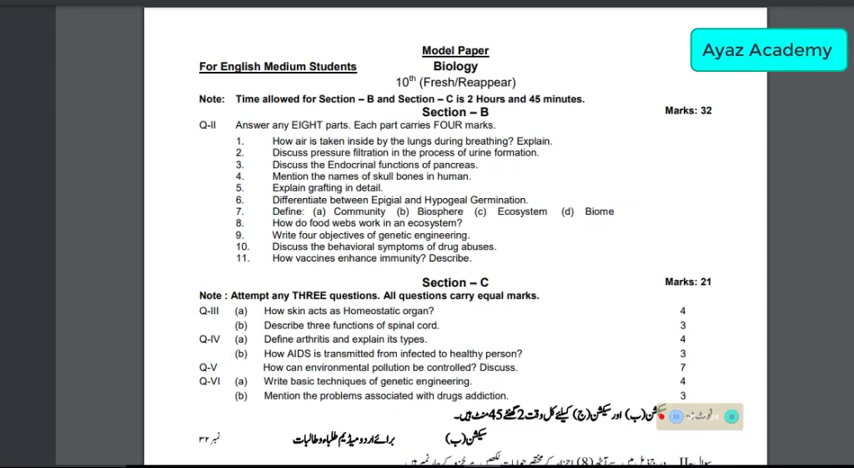 Ayaz Academy
Model Paper
For English Medium Students Biology
10th (Fresh/Reappear)
Note: Time allowed for Section – B and Section – C is 2 Hours and 45 minutes.
Section – B Marks: 32
Q-II Answer any EIGHT parts. Each part carries FOUR marks.
1. How air is taken inside by the lungs during breathing? Explain.
2. Discuss pressure filtration in the process of urine formation.
3. Discuss the Endocrinal functions of pancreas.
4. Mention the names of skull bones in human.
5. Explain grafting in detail.
6. Differentiate between Epigial and Hypogeal Germination.
7. Define: (a) Community (b) Biosphere (c) Ecosystem (d) Biome
8. How do food webs work in an ecosystem?
9. Write four objectives of genetic engineering.
10. Discuss the behavioral symptoms of drug abuses.
11. How vaccines enhance immunity? Describe.
Section – C Marks: 21
Note : Attempt any THREE questions. All questions carry equal marks.
Q-III (a) How skin acts as Homeostatic organ? 4
(b) Describe three functions of spinal cord. 3
Q-IV (a) Define arthritis and explain its types. 4
(b) How AIDS is transmitted from infected to healthy person? 3
Q-V How can environmental pollution be controlled? Discuss. 7
Q-VI (a) Write basic techniques of genetic engineering. 4
(b) Mention the problems associated with drugs addiction. 3
نوٹ:۔ (ب) اور سیکشن (ج) کیلئے کل وقت 2 گھنٹے 45 منٹ ہیں۔
سیکشن (ب) برائے اردو میڈیم طلباء و طالبات نمبر ۳۲